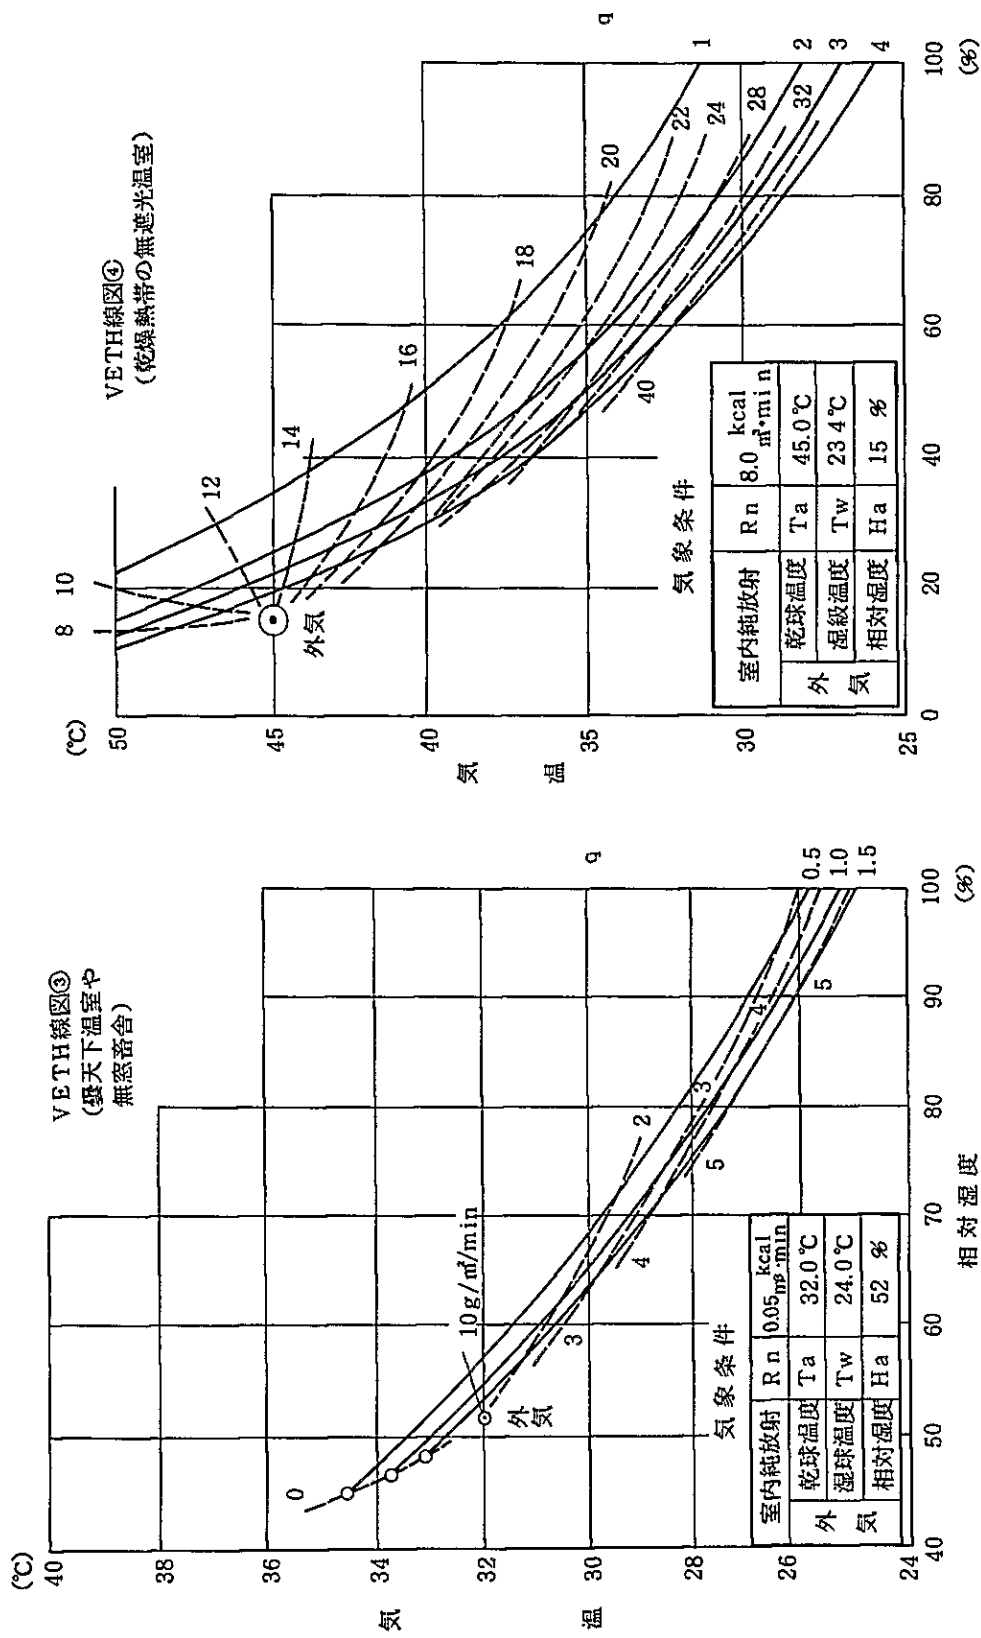 VETH線図③
(曇天下温室や
無窓畜舎)
(℃)
40
38
36
34
32
30
28
26
24
気温
0
10g/㎡/min
外気
2
3
4
5
3
4
5
3
4
5
q
0.5
1.0
1.5
40
50
60
70
80
90
100
(%)
相対湿度
気象条件
室内純放射 Rn 0.05 kcal/㎡·min
外気
乾球温度 Ta 32.0℃
湿球温度 Tw 24.0℃
相対湿度 Ha 52 %
VETH線図④
(乾燥熱帯の無遮光温室)
(℃)
50
45
40
35
30
25
気温
8
10
12
14
16
18
20
22
24
28
32
40
外気
q
1
2
3
4
0
20
40
60
80
100
(%)
気象条件
室内純放射 Rn 8.0 kcal/㎡·min
外気
乾球温度 Ta 45.0℃
湿級温度 Tw 23 4℃
相対湿度 Ha 15 %